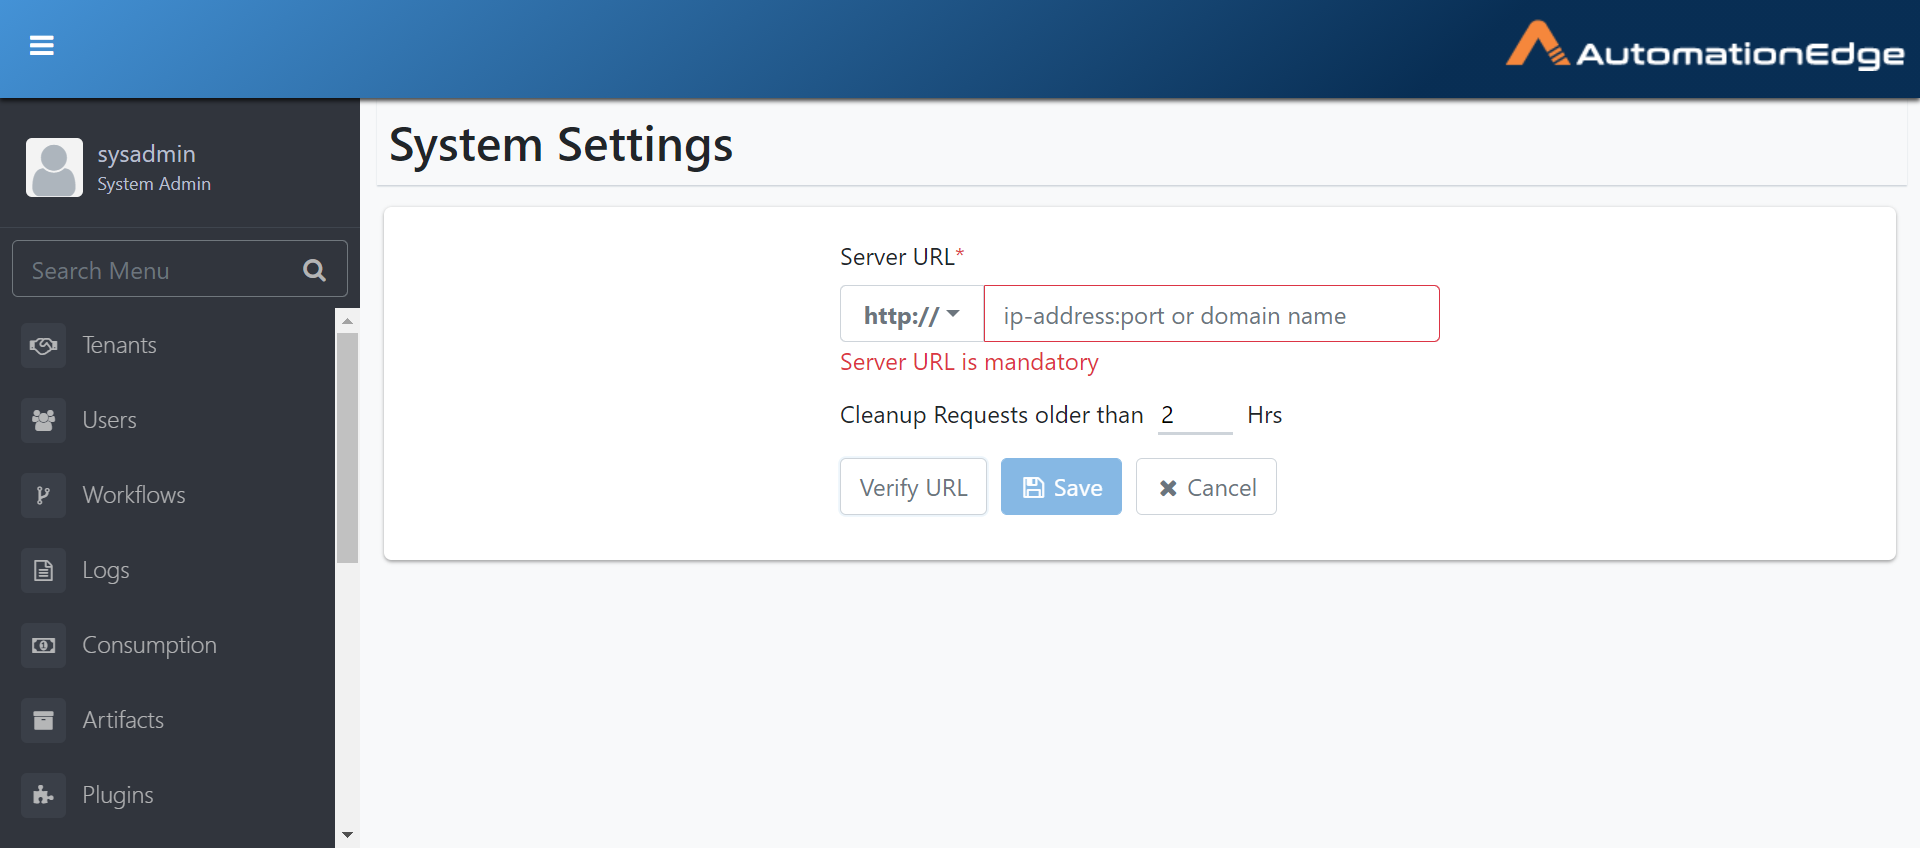 AutomationEdge
sysadmin
System Admin
Search Menu
Tenants
Users
Workflows
Logs
Consumption
Artifacts
Plugins
System Settings
Server URL*
http:// ip-address:port or domain name
Server URL is mandatory
Cleanup Requests older than 2 Hrs
Verify URL Save Cancel